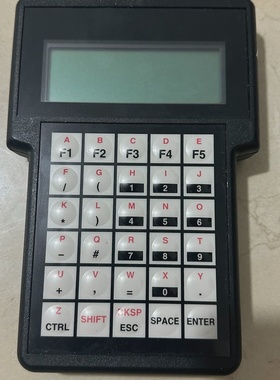 A B C D E
F1 F2 F3 F4 F5
F G H I J
/ ( 1 2 3
K L M N O
* ) 4 5 6
P Q R S T
- # 7 8 9
U V W X Y
+ , = 0 .
Z SHIFT BKSP
CTRL ESC SPACE ENTER